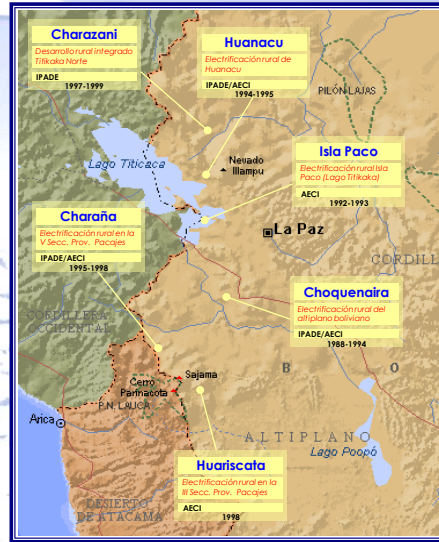 Charazani
Desarrollo rural integrado
Titikaka Norte
IPADE
1997-1999
Huanacu
Electrificación rural de
Huanacu
IPADE/AECI
1994-1995
PILÓN LAJAS
Lago Titicaca
Nevado
Illampu
Isla Paco
Electrificación rural Isla
Paco (Lago Titikaka)
AECI
1992-1993
Charaña
Electrificación rural en la
V Secc. Prov. Pacajes
IPADE/AECI
1995-1998
La Paz
CORDILL
Choquenaira
Electrificación rural del
altiplano boliviano
IPADE/AECI
1988-1994
CORDILLERA
OCCIDENTAL
B O
Sajama
Cerro
Parinacota
P.N. LAUCA
Arica
ALTIPLANO
Lago Poopó
Huariscata
Electrificación rural en la
III Secc. Prov. Pacajes
AECI
1998
DESIERTO
DE ATACAMA